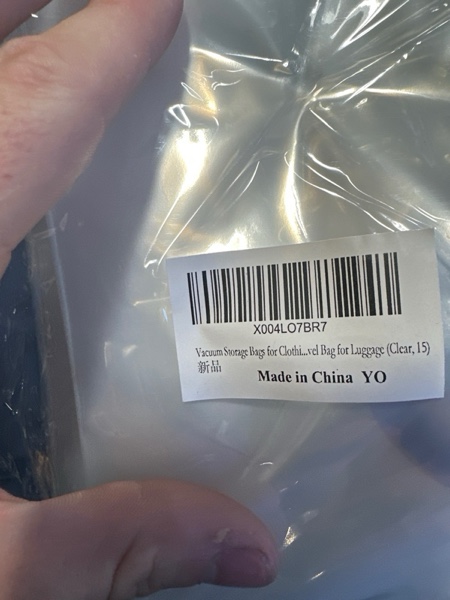 X004LO7BR7
Vacuum Storage Bags for Clothi...vel Bag for Luggage (Clear, 15)
新品
Made in China YO